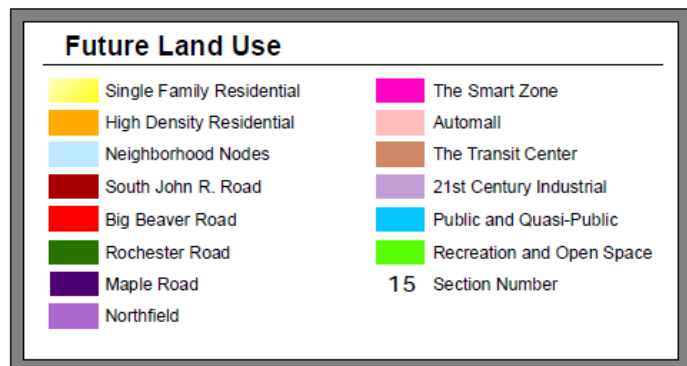 Future Land Use
Single Family Residential
High Density Residential
Neighborhood Nodes
South John R. Road
Big Beaver Road
Rochester Road
Maple Road
Northfield
The Smart Zone
Automall
The Transit Center
21st Century Industrial
Public and Quasi-Public
Recreation and Open Space
15 Section Number